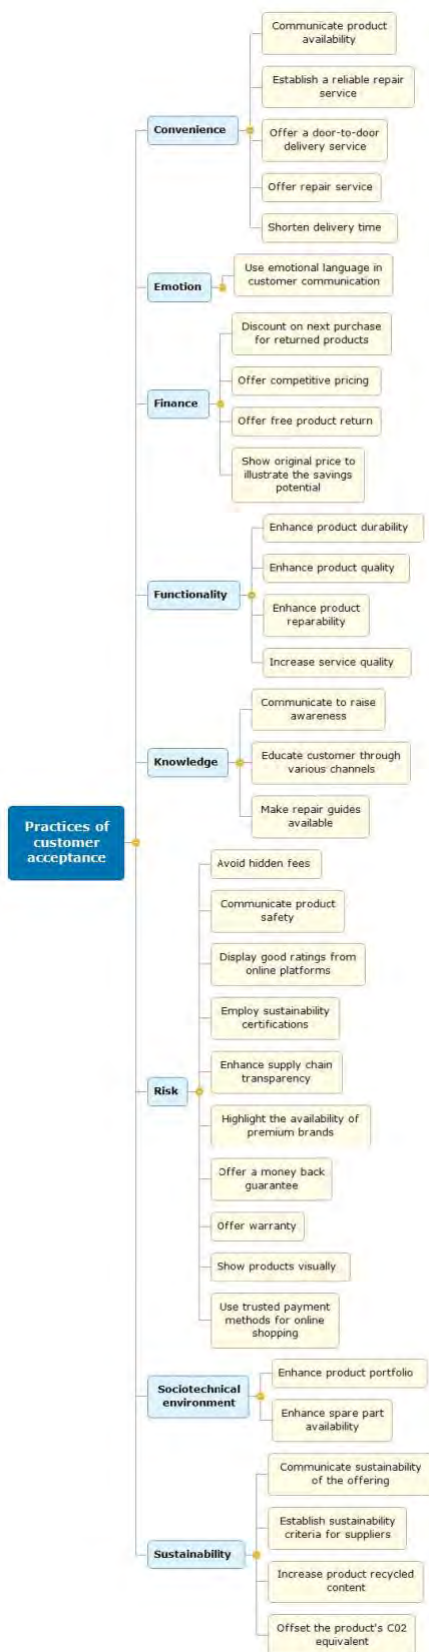 Practices of
customer
acceptance
Convenience
Communicate product
availability
Establish a reliable repair
service
Offer a door-to-door
delivery service
Offer repair service
Shorten delivery time
Emotion
Use emotional language in
customer communication
Finance
Discount on next purchase
for returned products
Offer competitive pricing
Offer free product return
Show original price to
illustrate the savings
potential
Functionality
Enhance product durability
Enhance product quality
Enhance product
reparability
Increase service quality
Knowledge
Communicate to raise
awareness
Educate customer through
various channels
Make repair guides
available
Risk
Avoid hidden fees
Communicate product
safety
Display good ratings from
online platforms
Employ sustainability
certifications
Enhance supply chain
transparency
Highlight the availability of
premium brands
Offer a money back
guarantee
Offer warranty
Show products visually
Use trusted payment
methods for online
shopping
Sociotechnical
environment
Enhance product portfolio
Enhance spare part
availability
Sustainability
Communicate sustainability
of the offering
Establish sustainability
criteria for suppliers
Increase product recycled
content
Offset the product's C02
equivalent